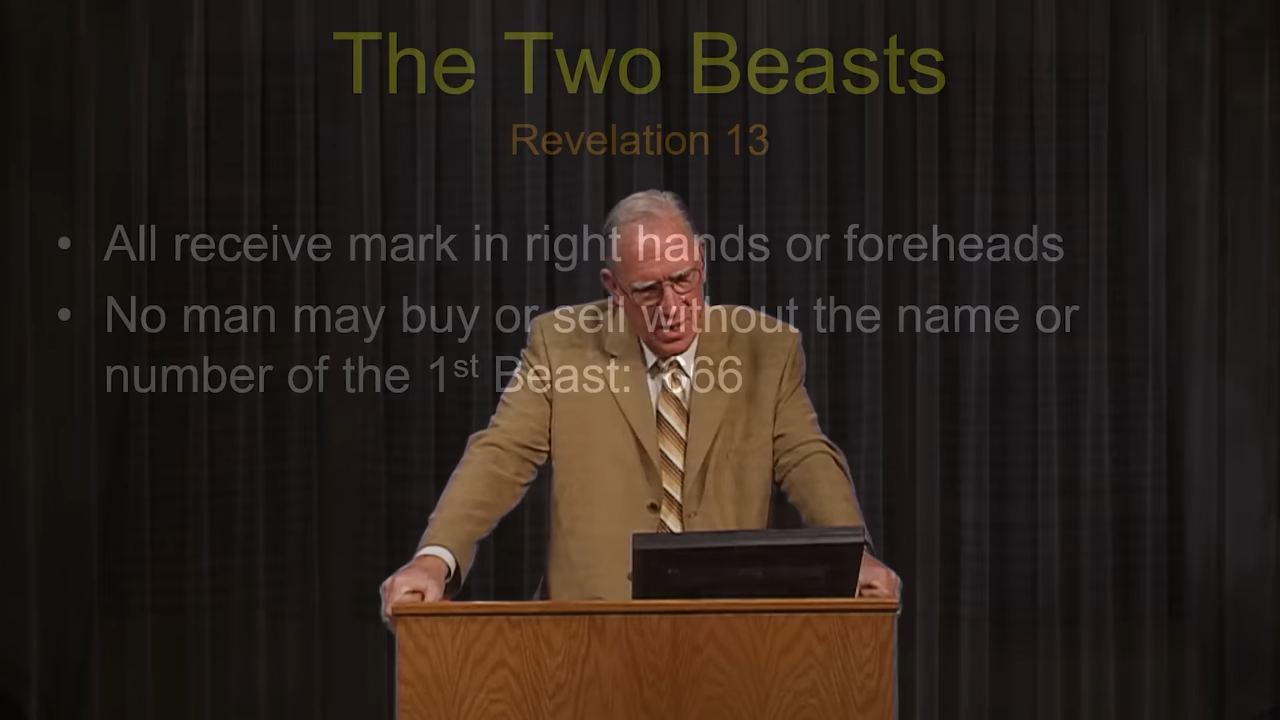 The Two Beasts
Revelation 13
• All receive mark in right hands or foreheads
• No man may buy or sell without the name or
number of the 1st Beast: 666